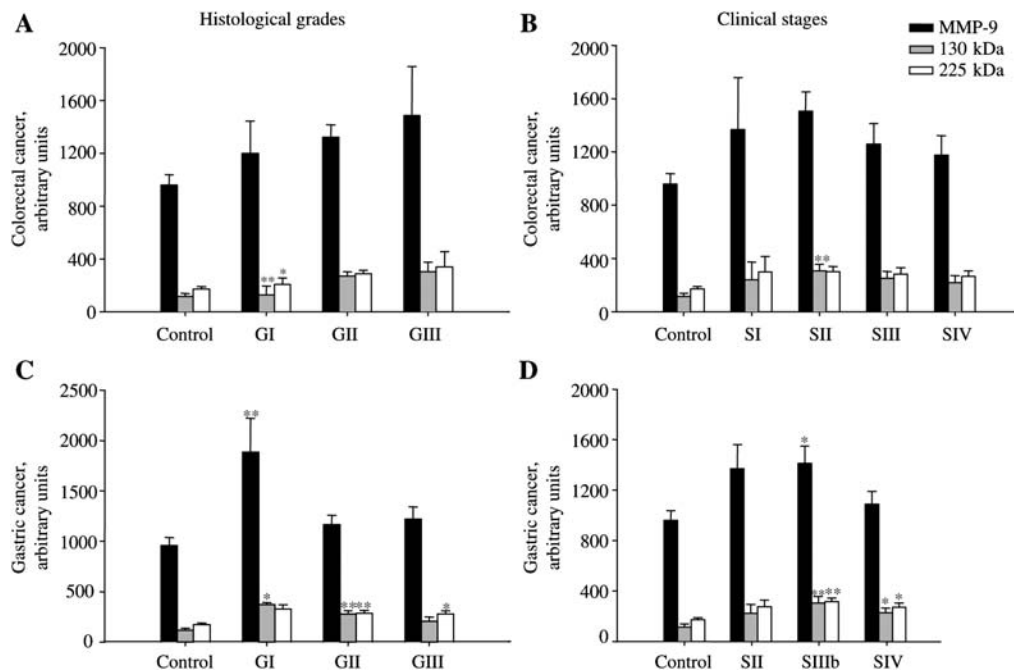 A
Histological grades
B
Clinical stages
MMP-9
130 kDa
225 kDa
Colorectal cancer,
arbitrary units
2000
1600
1200
800
400
0
** *
Control GI GII GIII
Colorectal cancer,
arbitrary units
2000
1600
1200
800
400
0
**
Control SI SII SIII SIV
C
Gastric cancer,
arbitrary units
2500
2000
1500
1000
500
0
**
* ** ** *
Control GI GII GIII
D
Gastric cancer,
arbitrary units
2000
1600
1200
800
400
0
*
** ** * *
Control SII SIIIb SIV